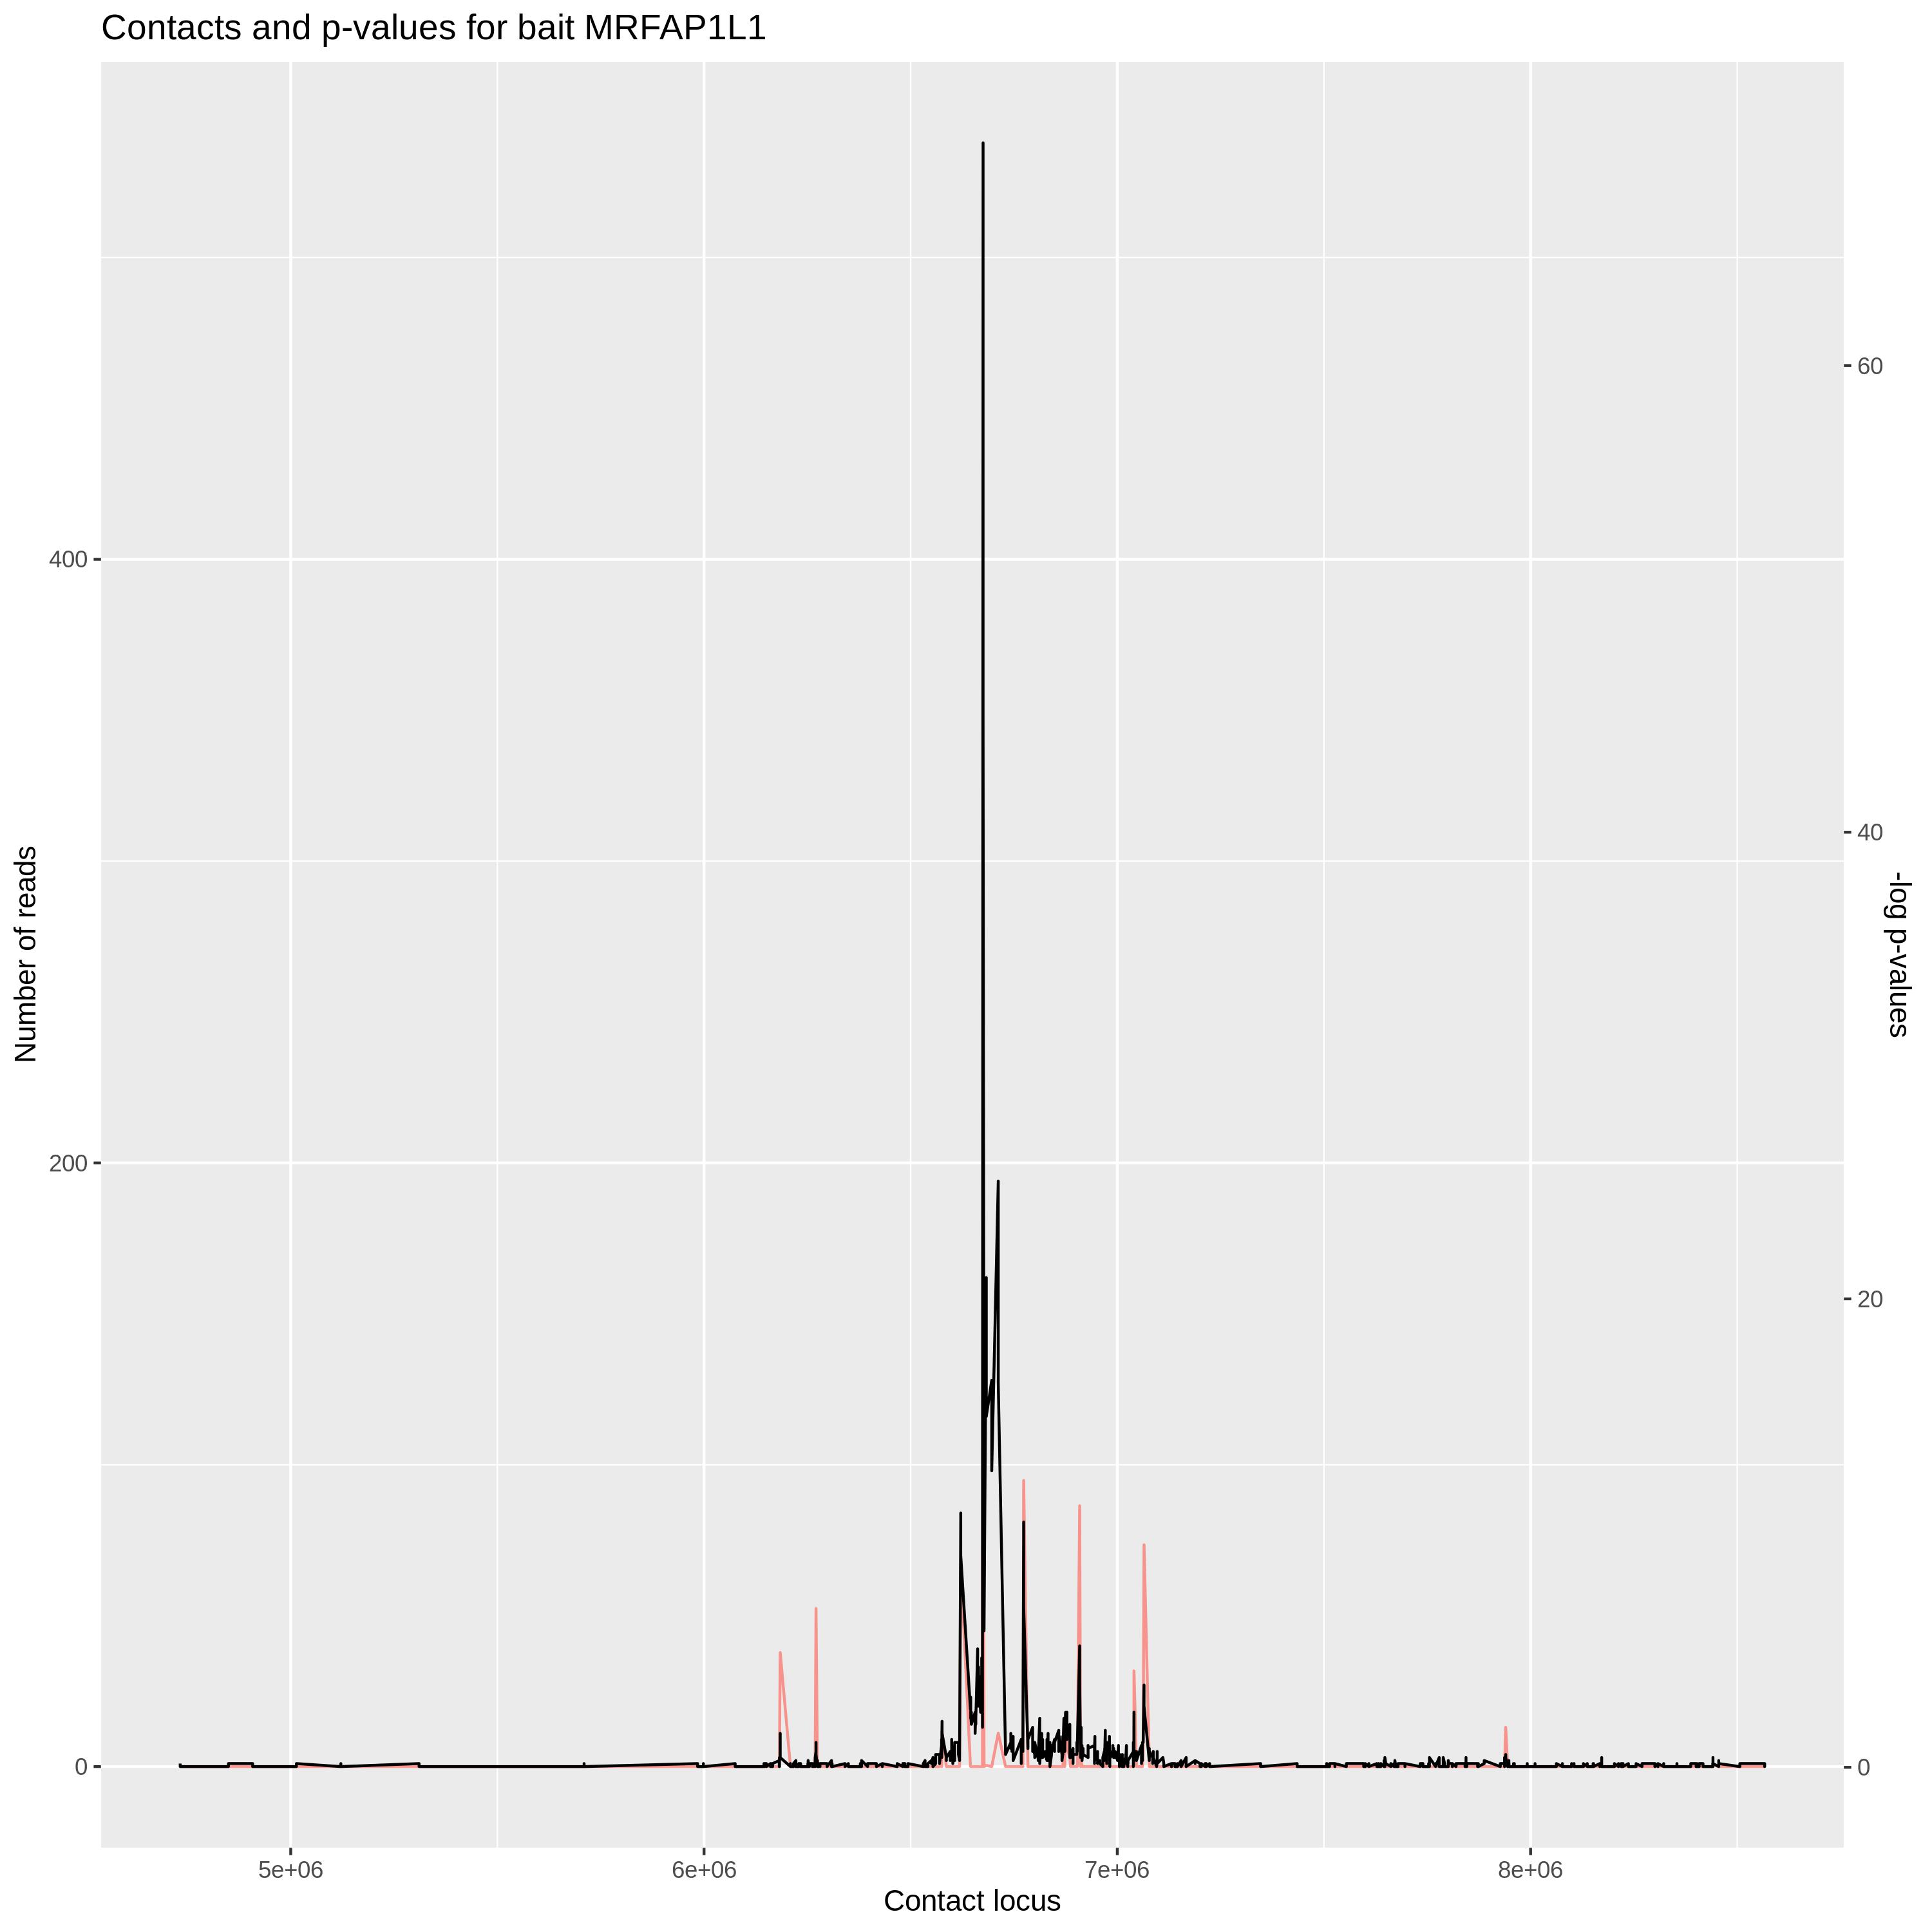 Contacts and p-values for bait MRFAP1L1
400
200
0
Number of reads
60
40
20
0
-log p-values
5e+06
6e+06
7e+06
8e+06
Contact locus